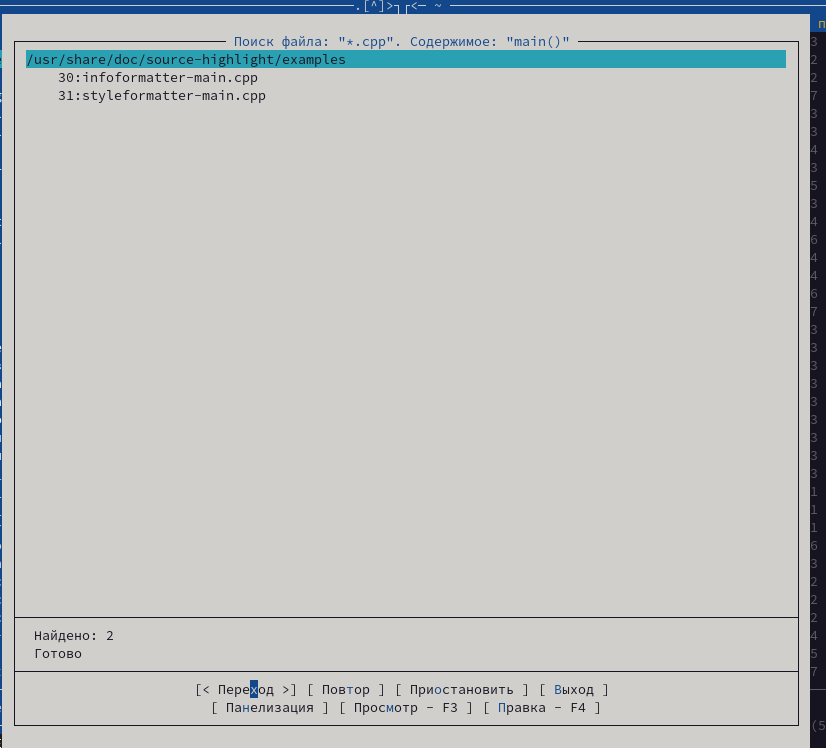 .[^]>┐┌<─ ~
Поиск файла: "*.cpp". Содержимое: "main()"
/usr/share/doc/source-highlight/examples
30:infoformatter-main.cpp
31:styleformatter-main.cpp
Найдено: 2
Готово
[< Переход >] [ Повтор ] [ Приостановить ] [ Выход ]
[ Панелизация ] [ Просмотр - F3 ] [ Правка - F4 ]